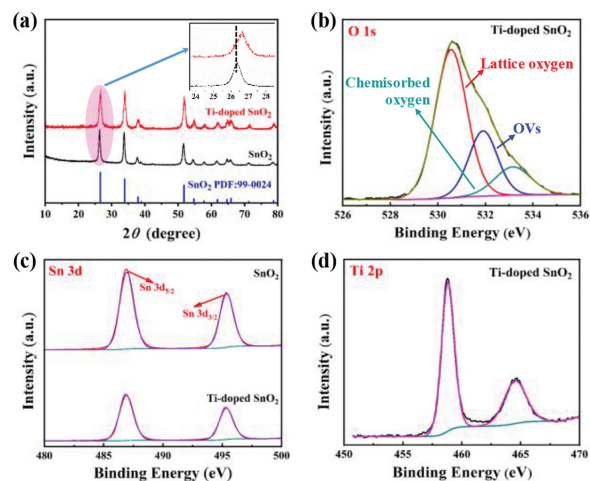 (a)
Intensity (a.u.)
24 25 26 27 28
Ti-doped SnO₂
SnO₂
SnO₂ PDF:99-0024
10 20 30 40 50 60 70 80
2θ (degree)
(b)
O 1s
Ti-doped SnO₂
Lattice oxygen
Chemisorbed
oxygen
OVs
Intensity (a.u.)
526 528 530 532 534 536
Binding Energy (eV)
(c)
Sn 3d
SnO₂
Sn 3d₅/₂
Sn 3d₃/₂
Ti-doped SnO₂
Intensity (a.u.)
480 485 490 495 500
Binding Energy (eV)
(d)
Ti 2p
Ti-doped SnO₂
Intensity (a.u.)
450 455 460 465 470
Binding Energy (eV)